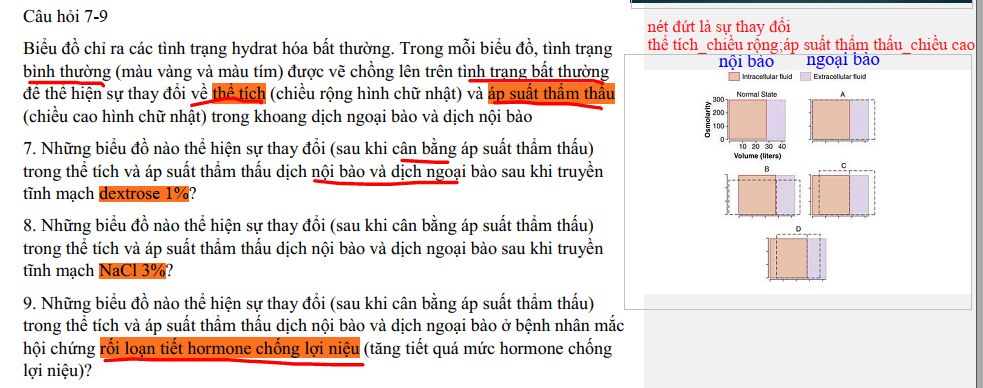 Câu hỏi 7-9
Biểu đồ chỉ ra các tình trạng hydrat hóa bất thường. Trong mỗi biểu đồ, tình trạng
bình thường (màu vàng và màu tím) được vẽ chồng lên trên tình trạng bất thường
để thể hiện sự thay đổi về thể tích (chiều rộng hình chữ nhật) và áp suất thẩm thấu
(chiều cao hình chữ nhật) trong khoang dịch ngoại bào và dịch nội bào
7. Những biểu đồ nào thể hiện sự thay đổi (sau khi cân bằng áp suất thẩm thấu)
trong thể tích và áp suất thẩm thấu dịch nội bào và dịch ngoại bào sau khi truyền
tĩnh mạch dextrose 1%?
8. Những biểu đồ nào thể hiện sự thay đổi (sau khi cân bằng áp suất thẩm thấu)
trong thể tích và áp suất thẩm thấu dịch nội bào và dịch ngoại bào sau khi truyền
tĩnh mạch NaCl 3%?
9. Những biểu đồ nào thể hiện sự thay đổi (sau khi cân bằng áp suất thẩm thấu)
trong thể tích và áp suất thẩm thấu dịch nội bào và dịch ngoại bào ở bệnh nhân mắc
hội chứng rối loạn tiết hormone chống lợi niệu (tăng tiết quá mức hormone chống
lợi niệu)?
nét đứt là sự thay đổi
thể tích_chiều rộng;áp suất thẩm thấu_chiều cao
nội bào ngoại bào
Intracellular fluid Extracellular fluid
Normal State A
Osmolarity
300
200
100
0
10 20 30 40
Volume (liters)
B C
D